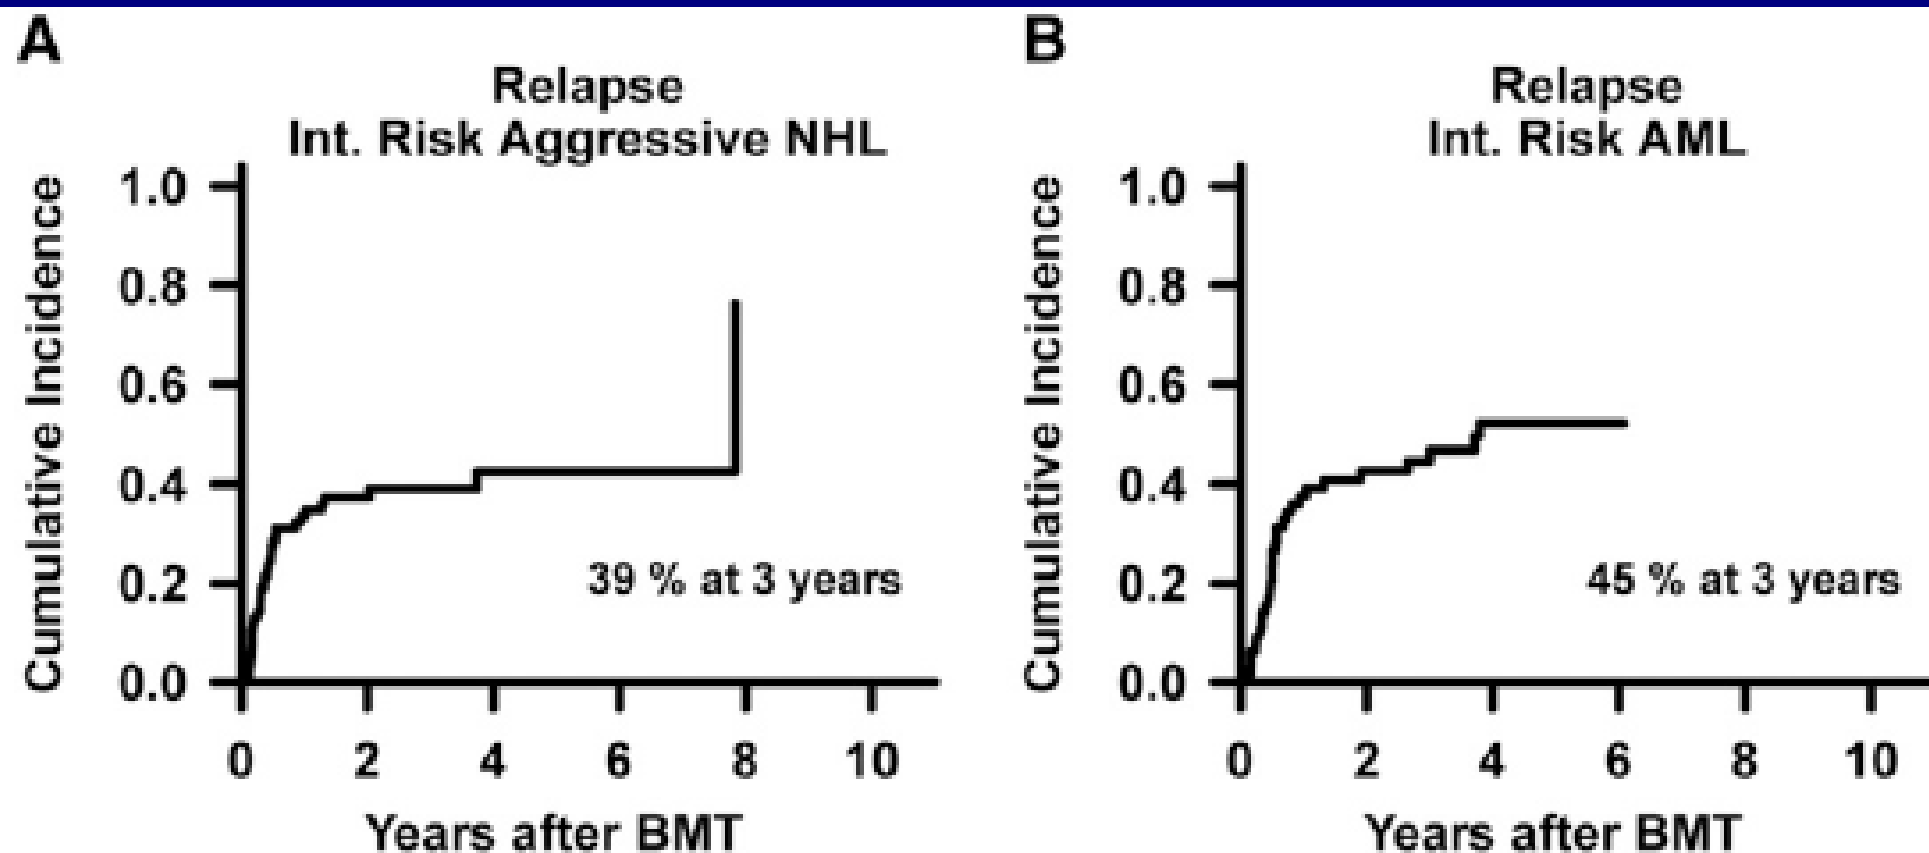 A
Relapse
Int. Risk Aggressive NHL
Cumulative Incidence
1.0
0.8
0.6
0.4
0.2
0.0
39 % at 3 years
0 2 4 6 8 10
Years after BMT
B
Relapse
Int. Risk AML
Cumulative Incidence
1.0
0.8
0.6
0.4
0.2
0.0
45 % at 3 years
0 2 4 6 8 10
Years after BMT